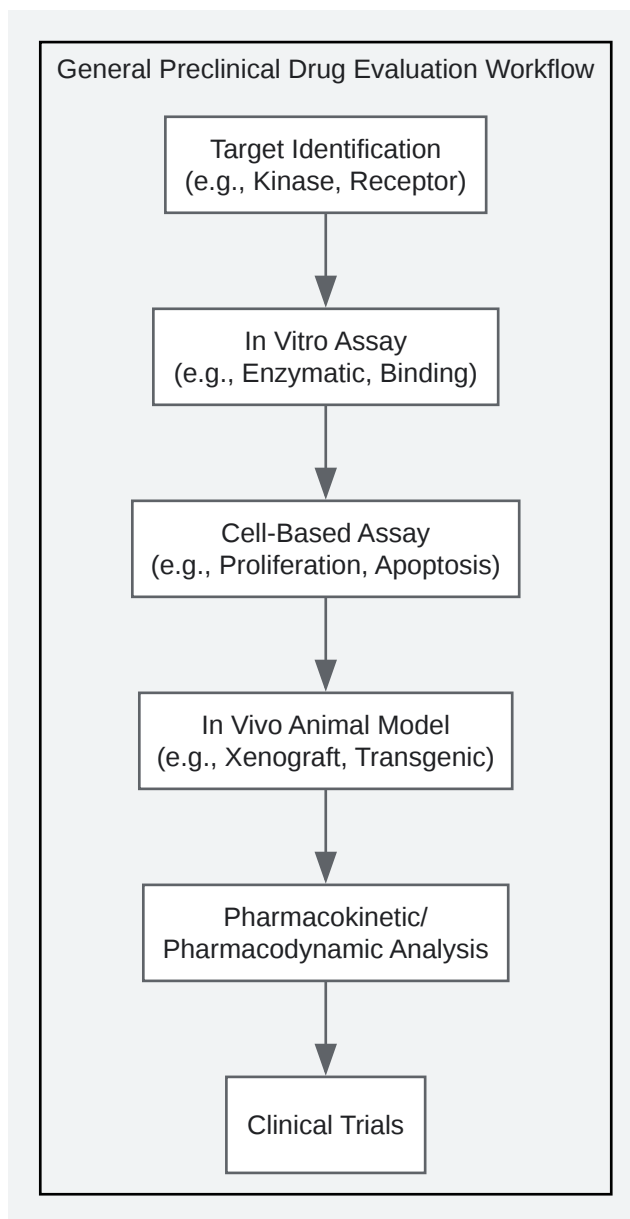 General Preclinical Drug Evaluation Workflow
Target Identification
(e.g., Kinase, Receptor)
In Vitro Assay
(e.g., Enzymatic, Binding)
Cell-Based Assay
(e.g., Proliferation, Apoptosis)
In Vivo Animal Model
(e.g., Xenograft, Transgenic)
Pharmacokinetic/
Pharmacodynamic Analysis
Clinical Trials